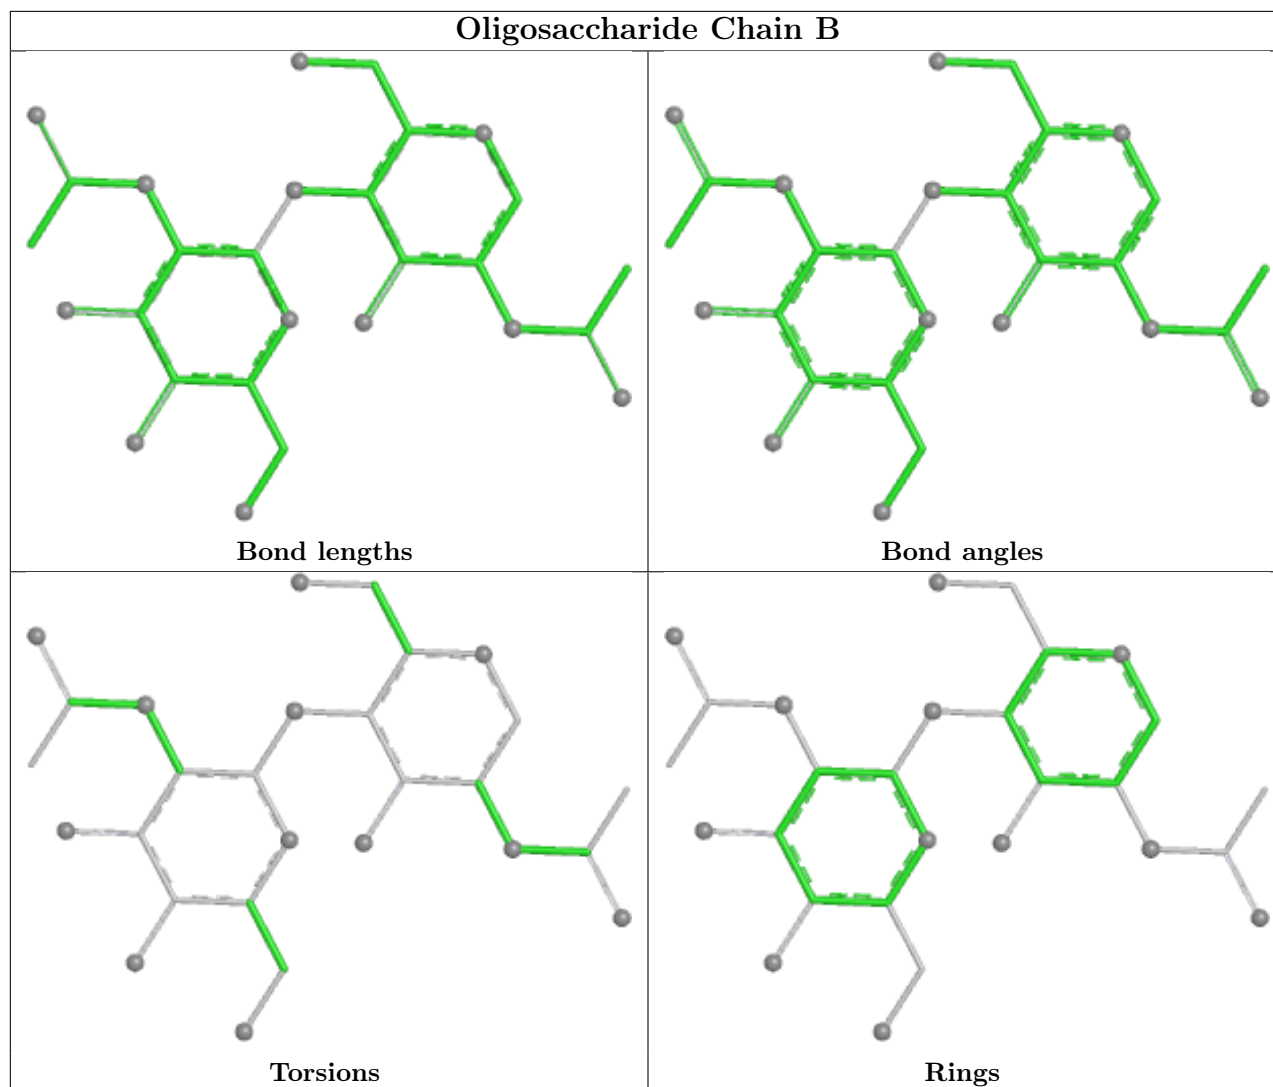 Oligosaccharide Chain B
Bond lengths
Bond angles
Torsions
Rings